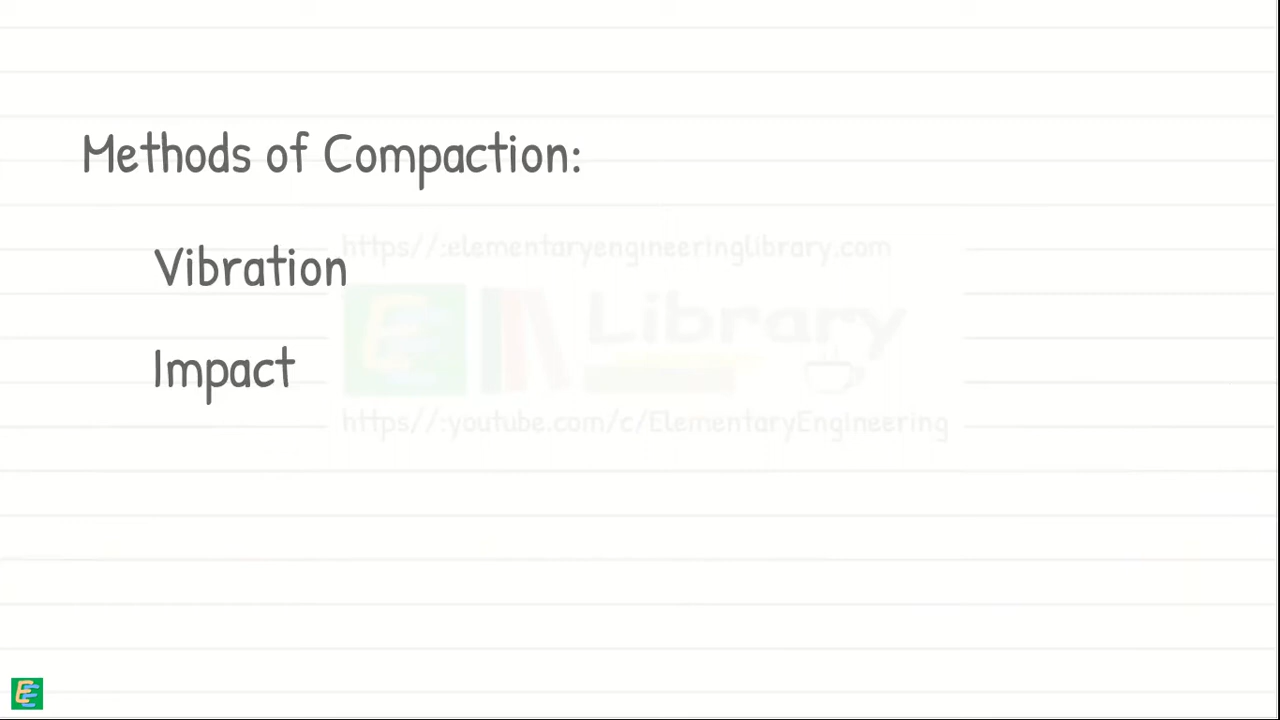 Methods of Compaction:
https//:elementaryengineeringlibrary.com
Vibration
Library
Impact
https//:youtube.com/c/ElementaryEngineering